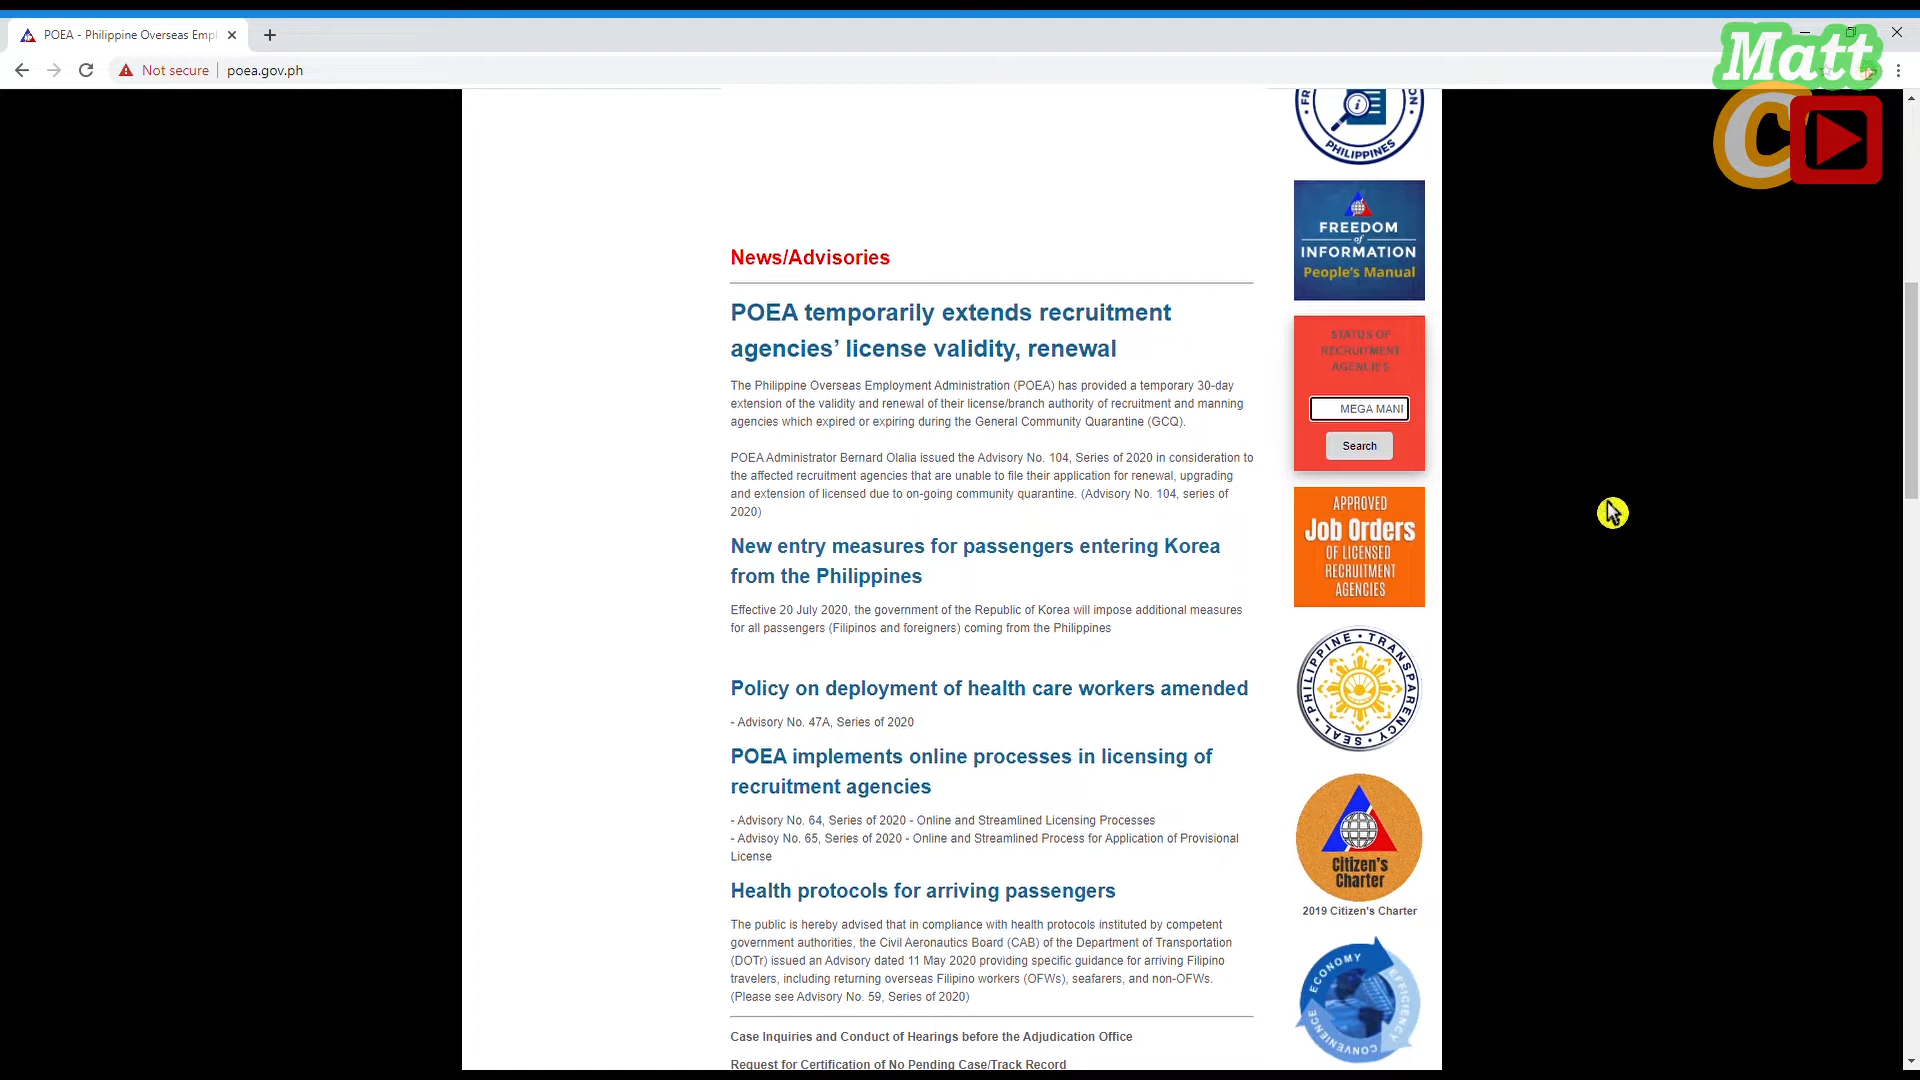 POEA - Philippine Overseas Empl
Not secure
poea.gov.ph
Matt
C
PHILIPPINES
FREEDOM
of
INFORMATION
People's Manual
News/Advisories
POEA temporarily extends recruitment
agencies’ license validity, renewal
The Philippine Overseas Employment Administration (POEA) has provided a temporary 30-day
extension of the validity and renewal of their license/branch authority of recruitment and manning
agencies which expired or expiring during the General Community Quarantine (GCQ).
POEA Administrator Bernard Olalia issued the Advisory No. 104, Series of 2020 in consideration to
the affected recruitment agencies that are unable to file their application for renewal, upgrading
and extension of licensed due to on-going community quarantine. (Advisory No. 104, series of
2020)
New entry measures for passengers entering Korea
from the Philippines
Effective 20 July 2020, the government of the Republic of Korea will impose additional measures
for all passengers (Filipinos and foreigners) coming from the Philippines
Policy on deployment of health care workers amended
- Advisory No. 47A, Series of 2020
POEA implements online processes in licensing of
recruitment agencies
- Advisory No. 64, Series of 2020 - Online and Streamlined Licensing Processes
- Advisoy No. 65, Series of 2020 - Online and Streamlined Process for Application of Provisional
License
Health protocols for arriving passengers
The public is hereby advised that in compliance with health protocols instituted by competent
government authorities, the Civil Aeronautics Board (CAB) of the Department of Transportation
(DOTr) issued an Advisory dated 11 May 2020 providing specific guidance for arriving Filipino
travelers, including returning overseas Filipino workers (OFWs), seafarers, and non-OFWs.
(Please see Advisory No. 59, Series of 2020)
Case Inquiries and Conduct of Hearings before the Adjudication Office
Request for Certification of No Pending Case/Track Record
STATUS OF
RECRUITMENT
AGENCIES
MEGA MAN
Search
APPROVED
Job Orders
OF LICENSED
RECRUITMENT
AGENCIES
PHILIPPINE • TRANSPARENCY • SEAL •
Citizen's
Charter
2019 Citizen's Charter
ECONOMY
EFFICIENCY
CONVENIENCE